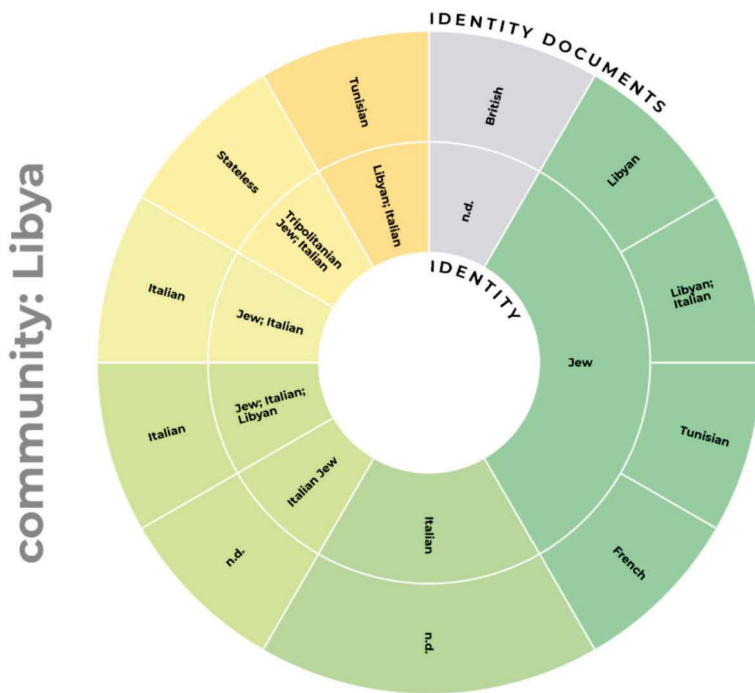 community: Libya
IDENTITY DOCUMENTS
British
Libyan
Libyan;
Italian
Tunisian
French
n.d.
n.d.
Italian
Italian
Stateless
Tunisian
IDENTITY
n.d.
Jew
Italian
Italian Jew
Jew; Italian;
Libyan
Jew; Italian
Tripolitanian
Jew; Italian
Libyan; Italian